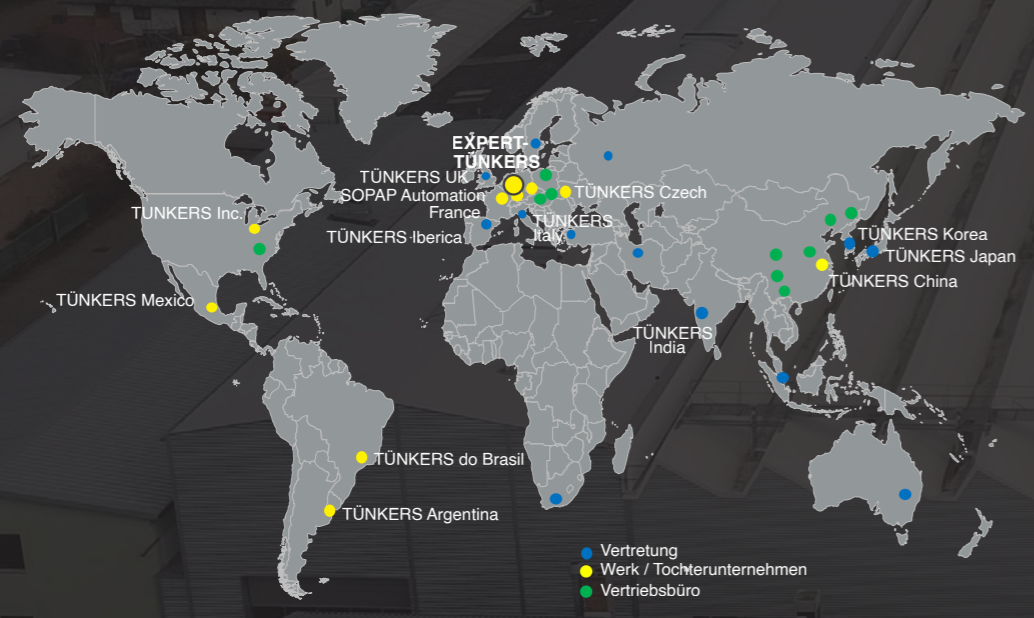 EXPERT-
TÜNKERS
TÜNKERS UK
SOPAP Automation
France
TÜNKERS Iberica
TÜNKERS
Italy
TÜNKERS Czech
TÜNKERS Inc.
TÜNKERS Mexico
TÜNKERS Korea
TÜNKERS Japan
TÜNKERS China
TÜNKERS
India
TÜNKERS do Brasil
TÜNKERS Argentina
Vertretung
Werk / Tochterunternehmen
Vertriebsbüro